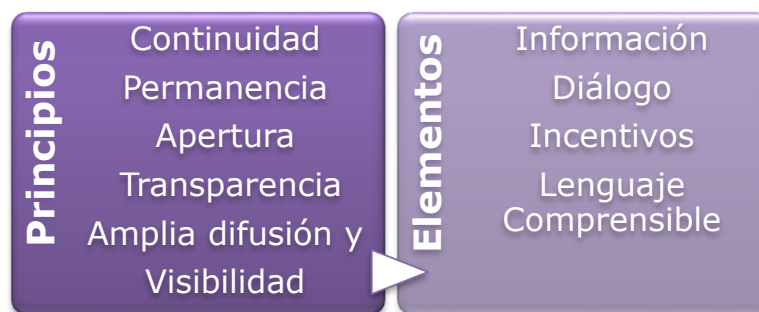 Principios
Continuidad
Permanencia
Apertura
Transparencia
Amplia difusión y
Visibilidad
Elementos
Información
Diálogo
Incentivos
Lenguaje
Comprensible